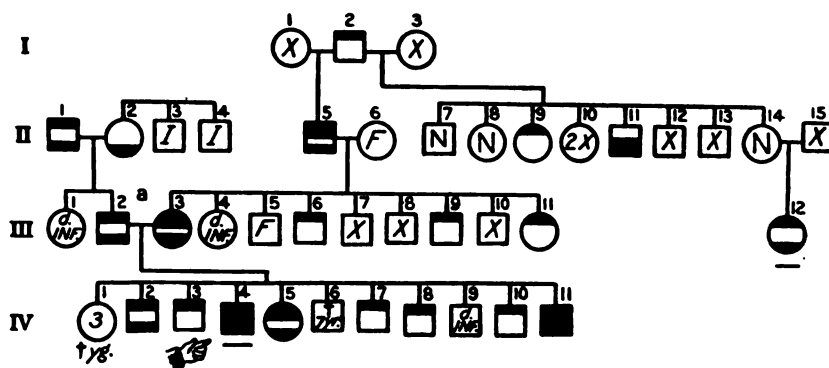 1 2 3
I X X
1 2 3 4 5 6 7 8 9 10 11 12 13 14 15
II I I F N N 2X X X N X
a
1 2 3 4 5 6 7 8 9 10 11 12
III d. INF. d. INF. F X X X
1 2 3 4 5 6 7 8 9 10 11
IV 3 † 7yr. d. INF.
†yg.